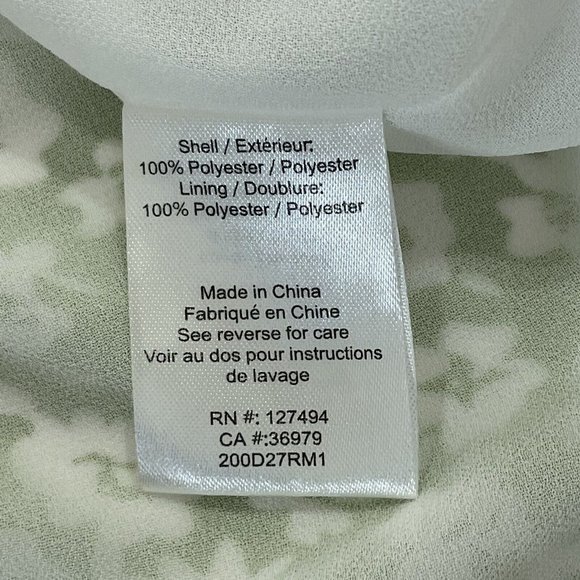 Shell / Extérieur:
100% Polyester / Polyester
Lining / Doublure:
100% Polyester / Polyester
Made in China
Fabriqué en Chine
See reverse for care
Voir au dos pour instructions
de lavage
RN #: 127494
CA #:36979
200D27RM1